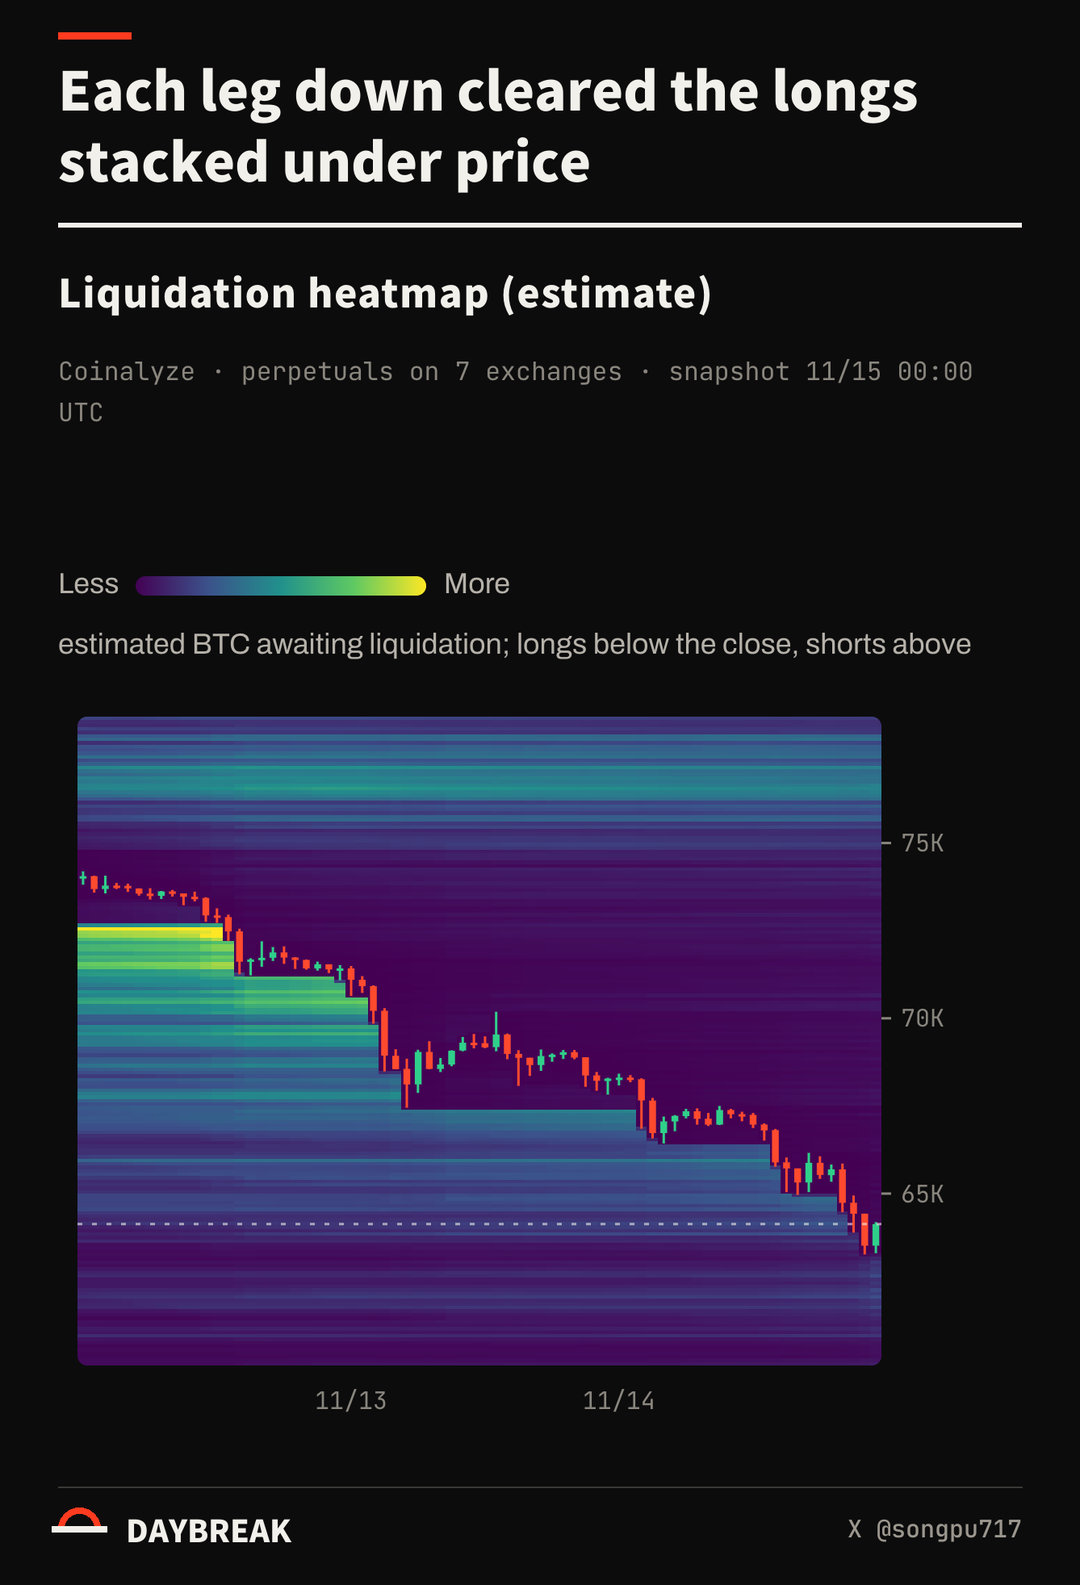 Each leg down cleared the longs
stacked under price
Liquidation heatmap (estimate)
Coinalyze · perpetuals on 7 exchanges · snapshot 11/15 00:00
UTC
Less More
estimated BTC awaiting liquidation; longs below the close, shorts above
75K
70K
65K
11/13 11/14
DAYBREAK X @songpu717